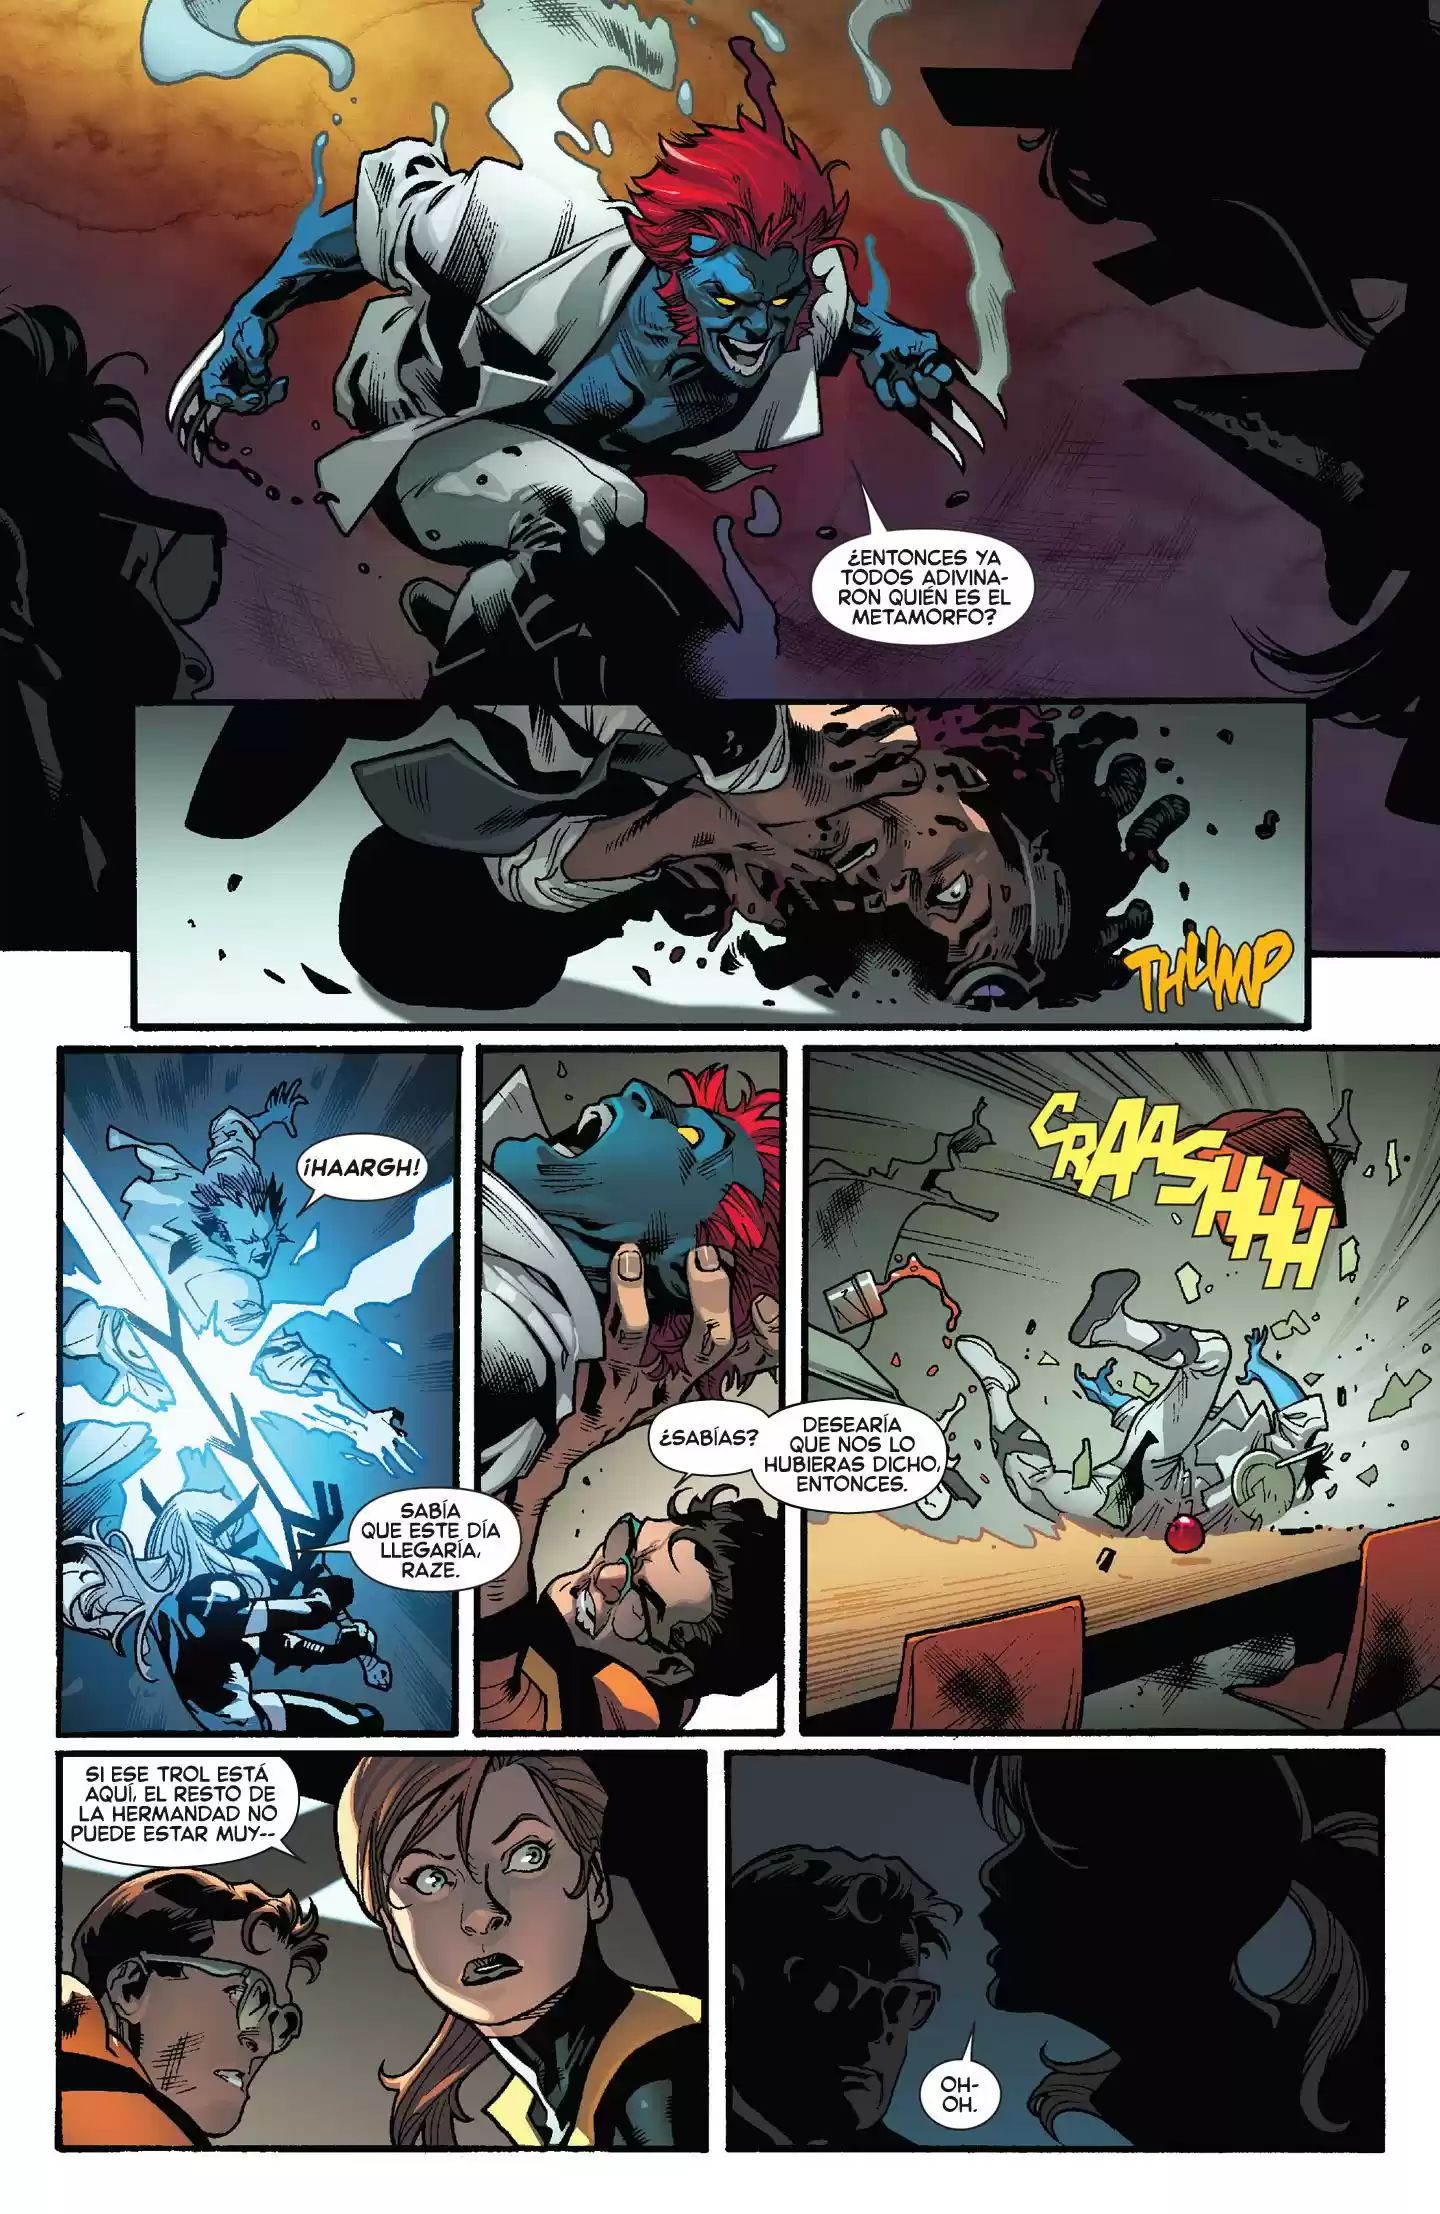 ¿ENTONCES YA
TODOS ADIVINA-
RON QUIÉN ES EL
METAMORFO?
THUMP
¡HAARGH!
SABÍA
QUE ESTE DÍA
LLEGARÍA,
RAZE.
¿SABÍAS?
DESEARÍA
QUE NOS LO
HUBIERAS DICHO,
ENTONCES.
CRAASHHHH
SI ESE TROL ESTÁ
AQUÍ, EL RESTO DE
LA HERMANDAD NO
PUEDE ESTAR MUY--
OH-
OH.